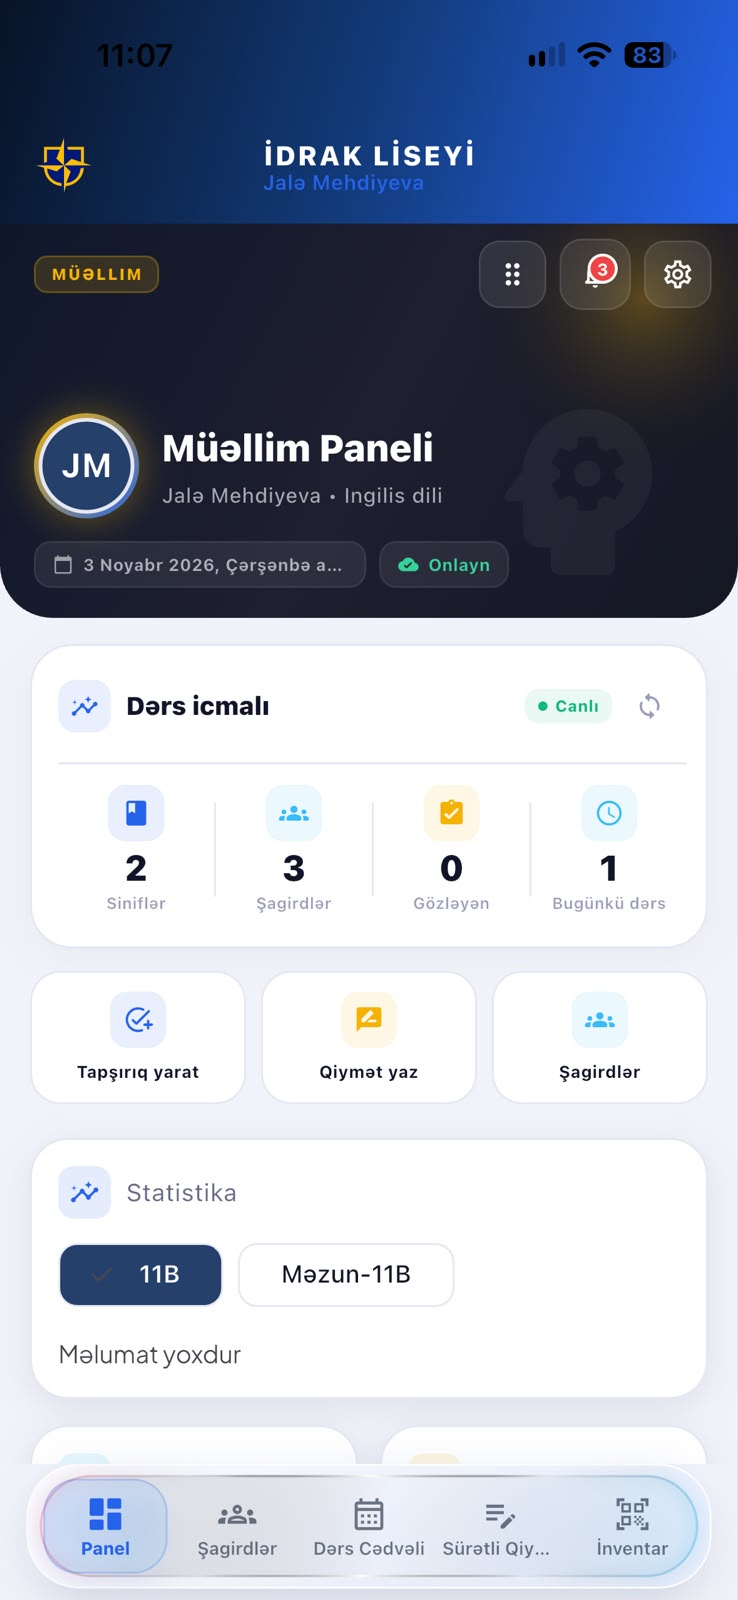 11:07
83
İDRAK LİSEYİ
Jalə Mehdiyeva
MÜƏLLIM
3
JM
Müəllim Paneli
Jalə Mehdiyeva • Ingilis dili
3 Noyabr 2026, Çərşənbə a...
Onlayn
Dərs icmalı
Canlı
2
Siniflər
3
Şagirdlər
0
Gözləyən
1
Bugünkü dərs
Tapşırıq yarat
Qiymət yaz
Şagirdlər
Statistika
11B
Məzun-11B
Məlumat yoxdur
Panel
Şagirdlər
Dərs Cədvəli
Sürətli Qiy...
İnventar